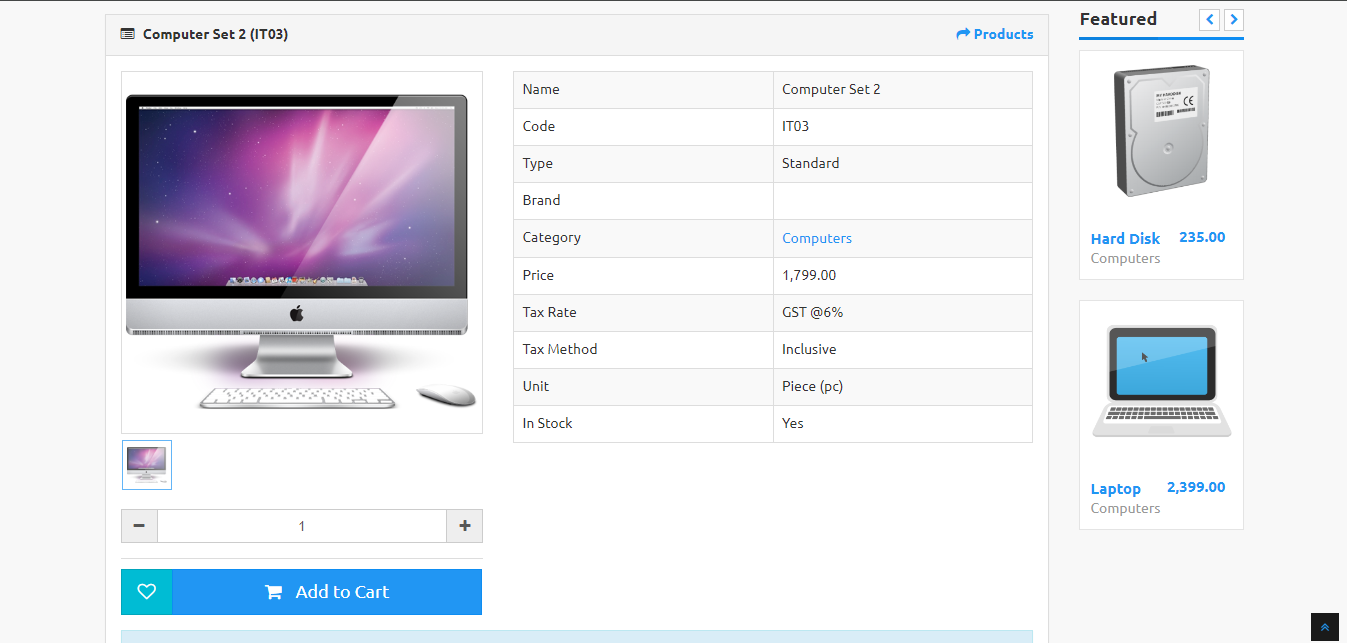 Computer Set 2 (IT03)
Products
Name Computer Set 2
Code IT03
Type Standard
Brand
Category Computers
Price 1,799.00
Tax Rate GST @6%
Tax Method Inclusive
Unit Piece (pc)
In Stock Yes
1
Add to Cart
Featured
Hard Disk 235.00
Computers
Laptop 2,399.00
Computers